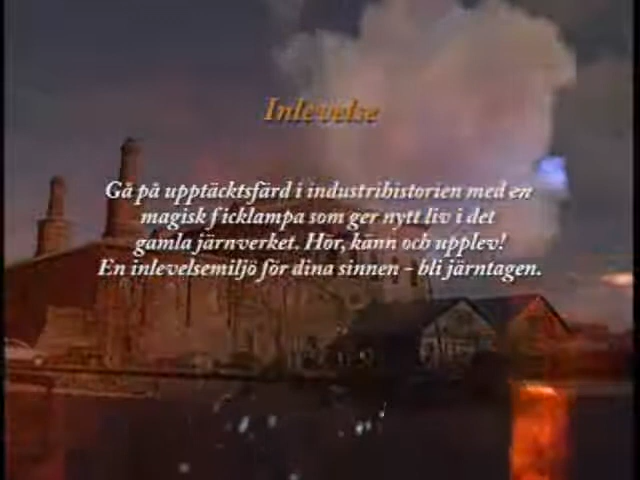 Inlevelse
Gå på upptäcktsfärd i industrihistorien med en
magisk ficklampa som ger nytt liv i det
gamla järnverket. Hör, känn och upplev!
En inlevelsemiljö för dina sinnen - bli järntagen.